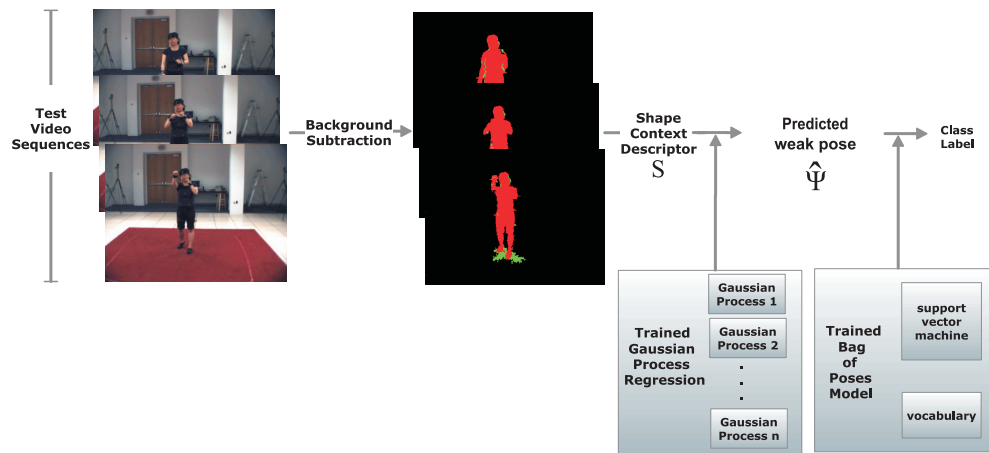 Test
Video
Sequences
Background
Subtraction
Shape
Context
Descriptor
S
Predicted
weak pose
Ψ̂
Class
Label
Trained
Gaussian
Process
Regression
Gaussian
Process 1
Gaussian
Process 2
.
.
.
Gaussian
Process n
Trained
Bag
of
Poses
Model
support
vector
machine
vocabulary